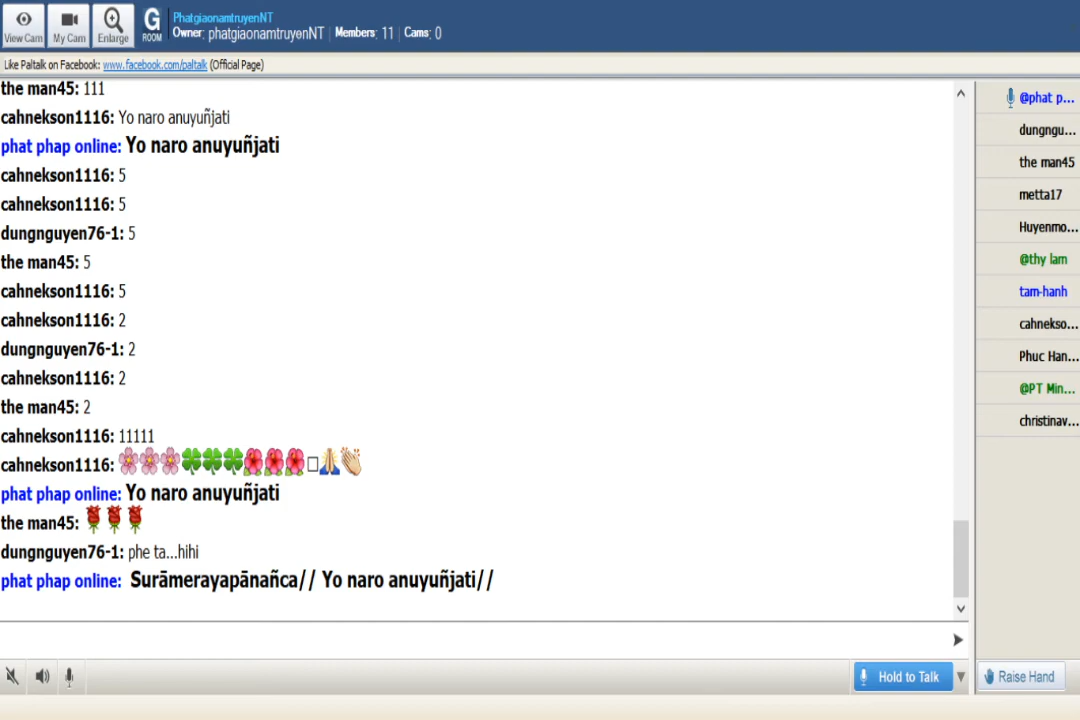 View Cam
My Cam
Enlarge
G
ROOM
PhatgiaonamtruyenNT
Owner: phatgiaonamtruyenNT Members: 11 Cams: 0
Like Paltalk on Facebook: www.facebook.com/paltalk (Official Page)
the man45: 111
cahnekson1116: Yo naro anuyuñjati
phat phap online: Yo naro anuyuñjati
cahnekson1116: 5
cahnekson1116: 5
dungnguyen76-1: 5
the man45: 5
cahnekson1116: 5
cahnekson1116: 2
dungnguyen76-1: 2
cahnekson1116: 2
the man45: 2
cahnekson1116: 11111
cahnekson1116: 🌸🌸🌸🍀🍀🍀🌺🌺🌺□🙏👏
phat phap online: Yo naro anuyuñjati
the man45: 🌹🌹🌹
dungnguyen76-1: phe ta...hihi
phat phap online: Surāmerayapānañca// Yo naro anuyuñjati//
@phat p...
dungngu...
the man45
metta17
Huyenmo...
@thy lam
tam-hanh
cahnekso...
Phuc Han...
@PT Min...
christinav...
Hold to Talk
Raise Hand